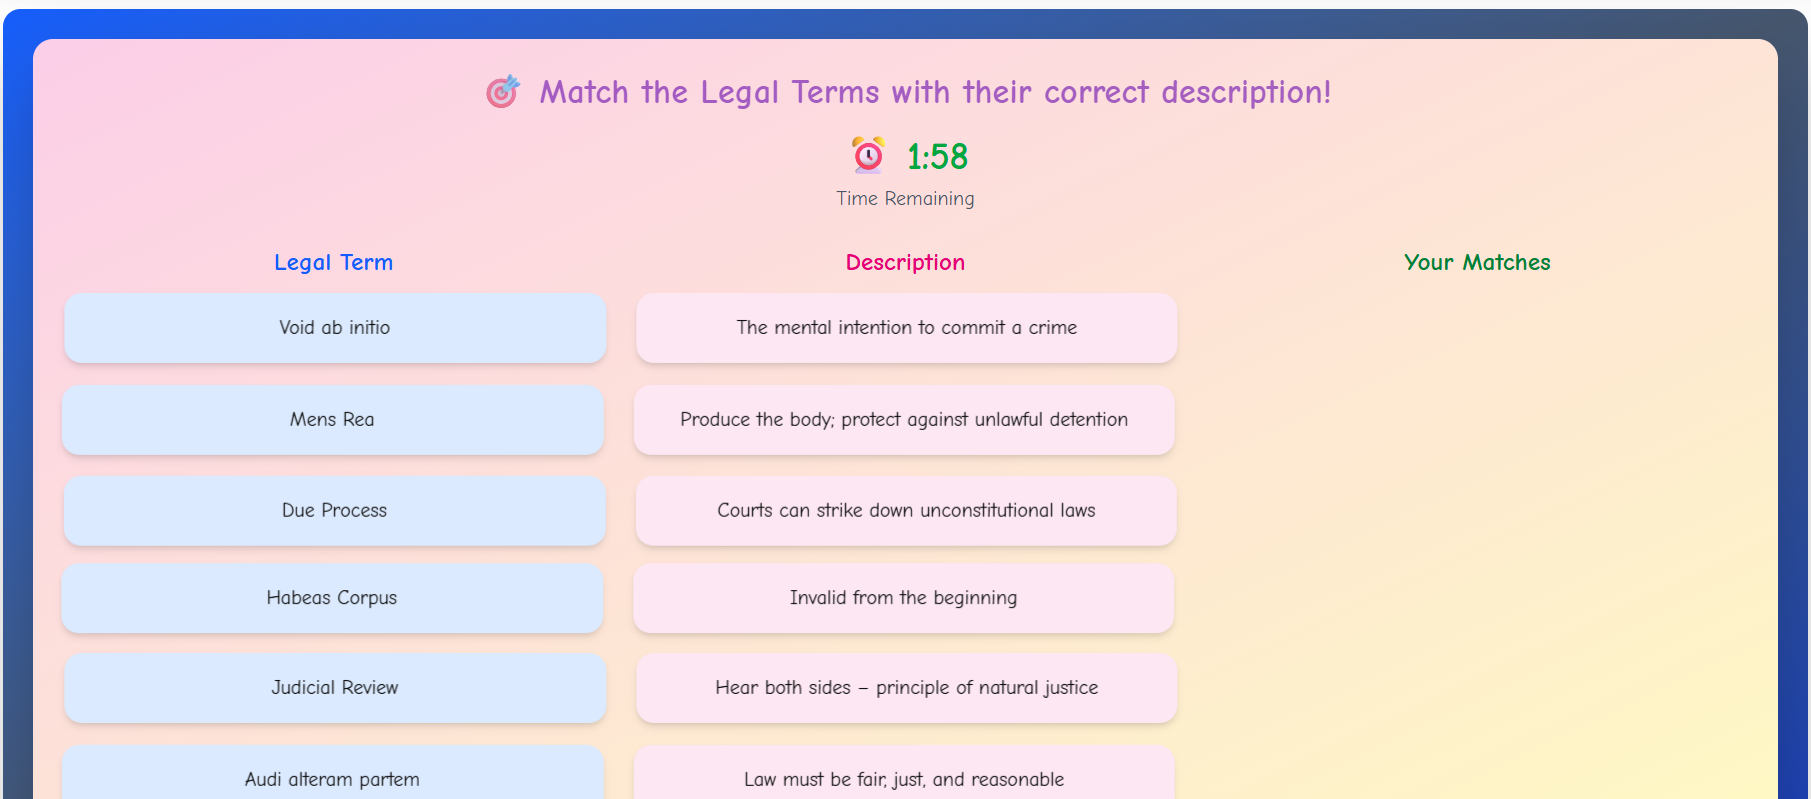 Match the Legal Terms with their correct description!
1:58
Time Remaining
Legal Term
Description
Your Matches
Void ab initio
The mental intention to commit a crime
Mens Rea
Produce the body; protect against unlawful detention
Due Process
Courts can strike down unconstitutional laws
Habeas Corpus
Invalid from the beginning
Judicial Review
Hear both sides – principle of natural justice
Audi alteram partem
Law must be fair, just, and reasonable